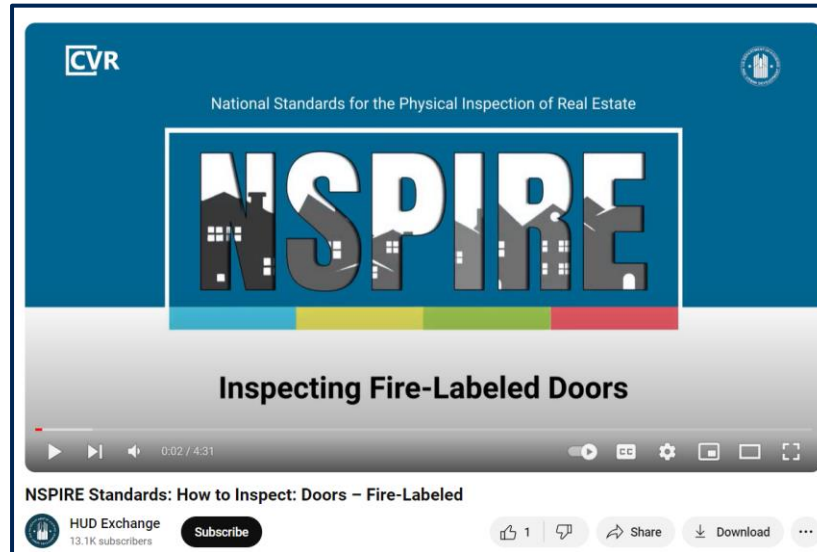 CVR
National Standards for the Physical Inspection of Real Estate
NSPIRE
Inspecting Fire-Labeled Doors
0:02 / 4:31
CC
NSPIRE Standards: How to Inspect: Doors – Fire-Labeled
HUD Exchange
13.1K subscribers
Subscribe
1
Share
Download